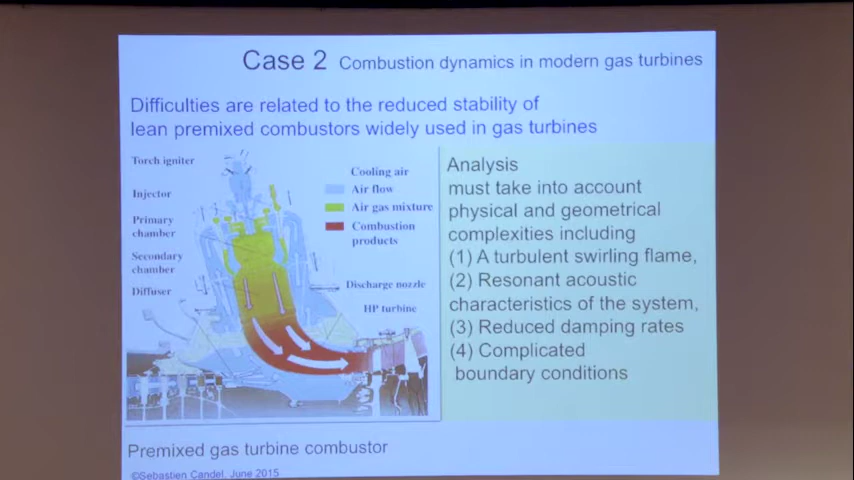 Case 2 Combustion dynamics in modern gas turbines
Difficulties are related to the reduced stability of
lean premixed combustors widely used in gas turbines
Torch igniter
Injector
Primary
chamber
Secondary
chamber
Diffuser
Cooling air
Air flow
Air gas mixture
Combustion
products
Discharge nozzle
HP turbine
Analysis
must take into account
physical and geometrical
complexities including
(1) A turbulent swirling flame,
(2) Resonant acoustic
characteristics of the system,
(3) Reduced damping rates
(4) Complicated
boundary conditions
Premixed gas turbine combustor
©Sebastien Candel, June 2015